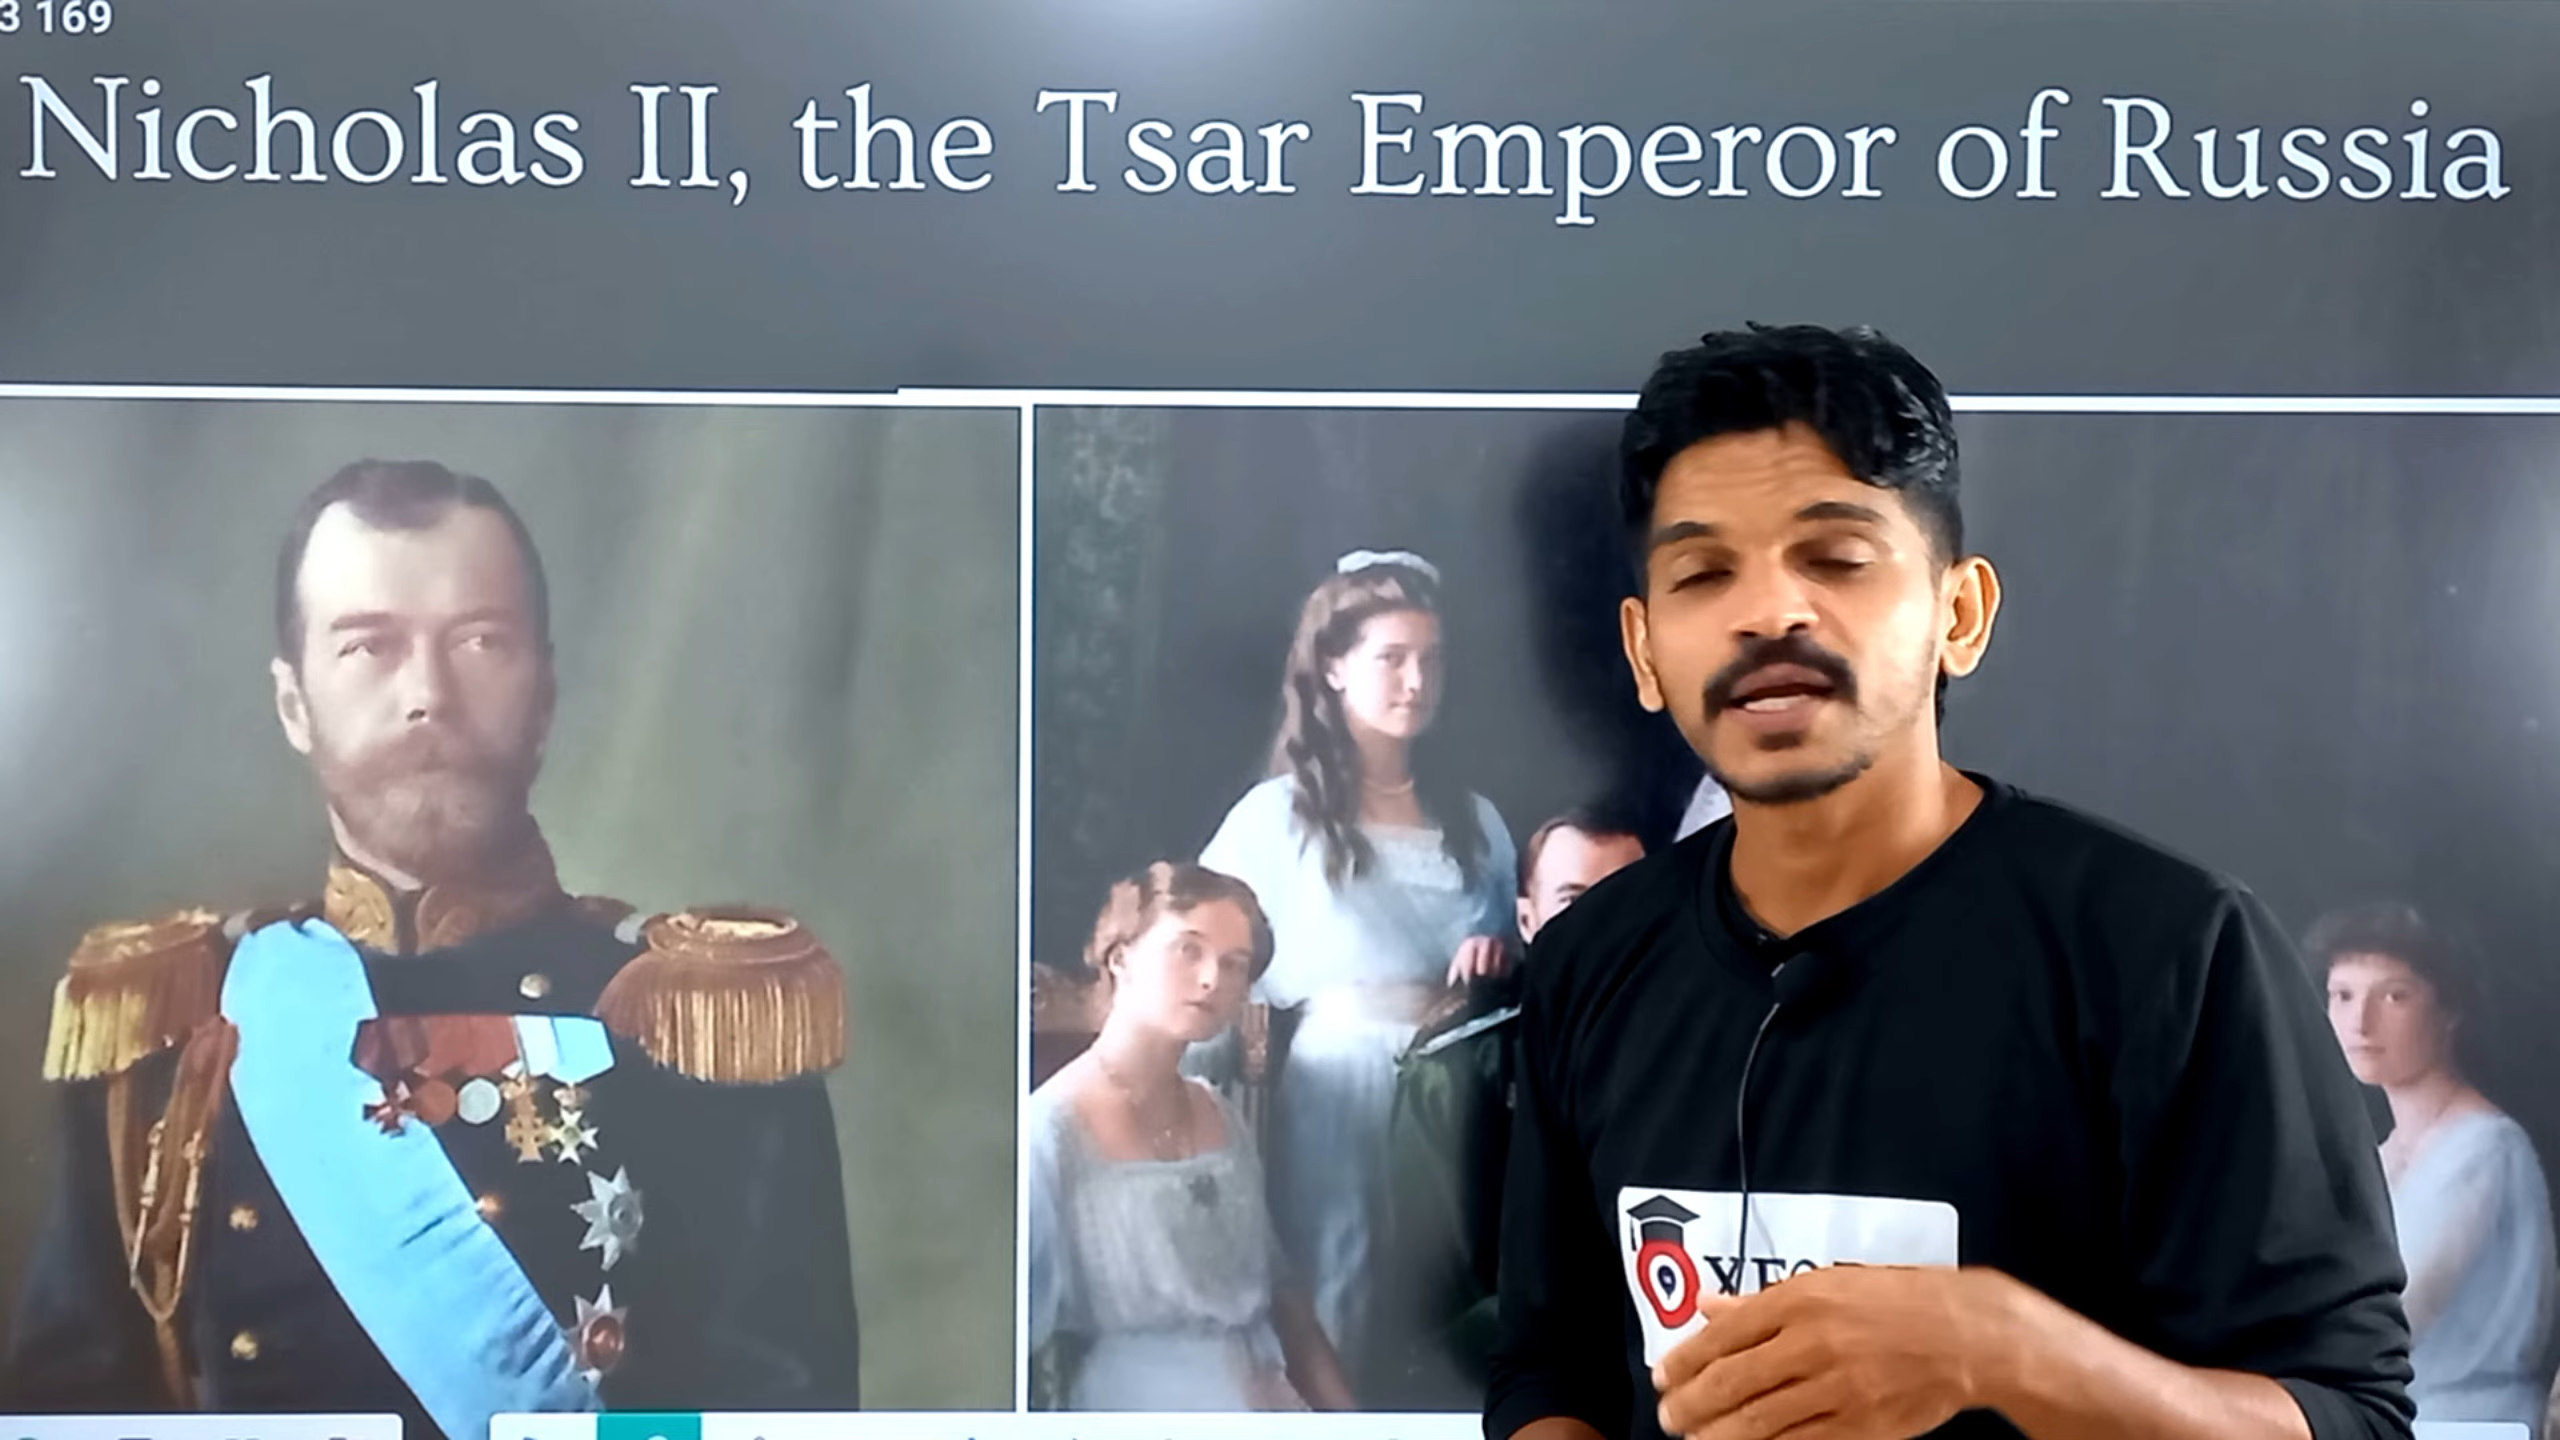 3 169
Nicholas II, the Tsar Emperor of Russia